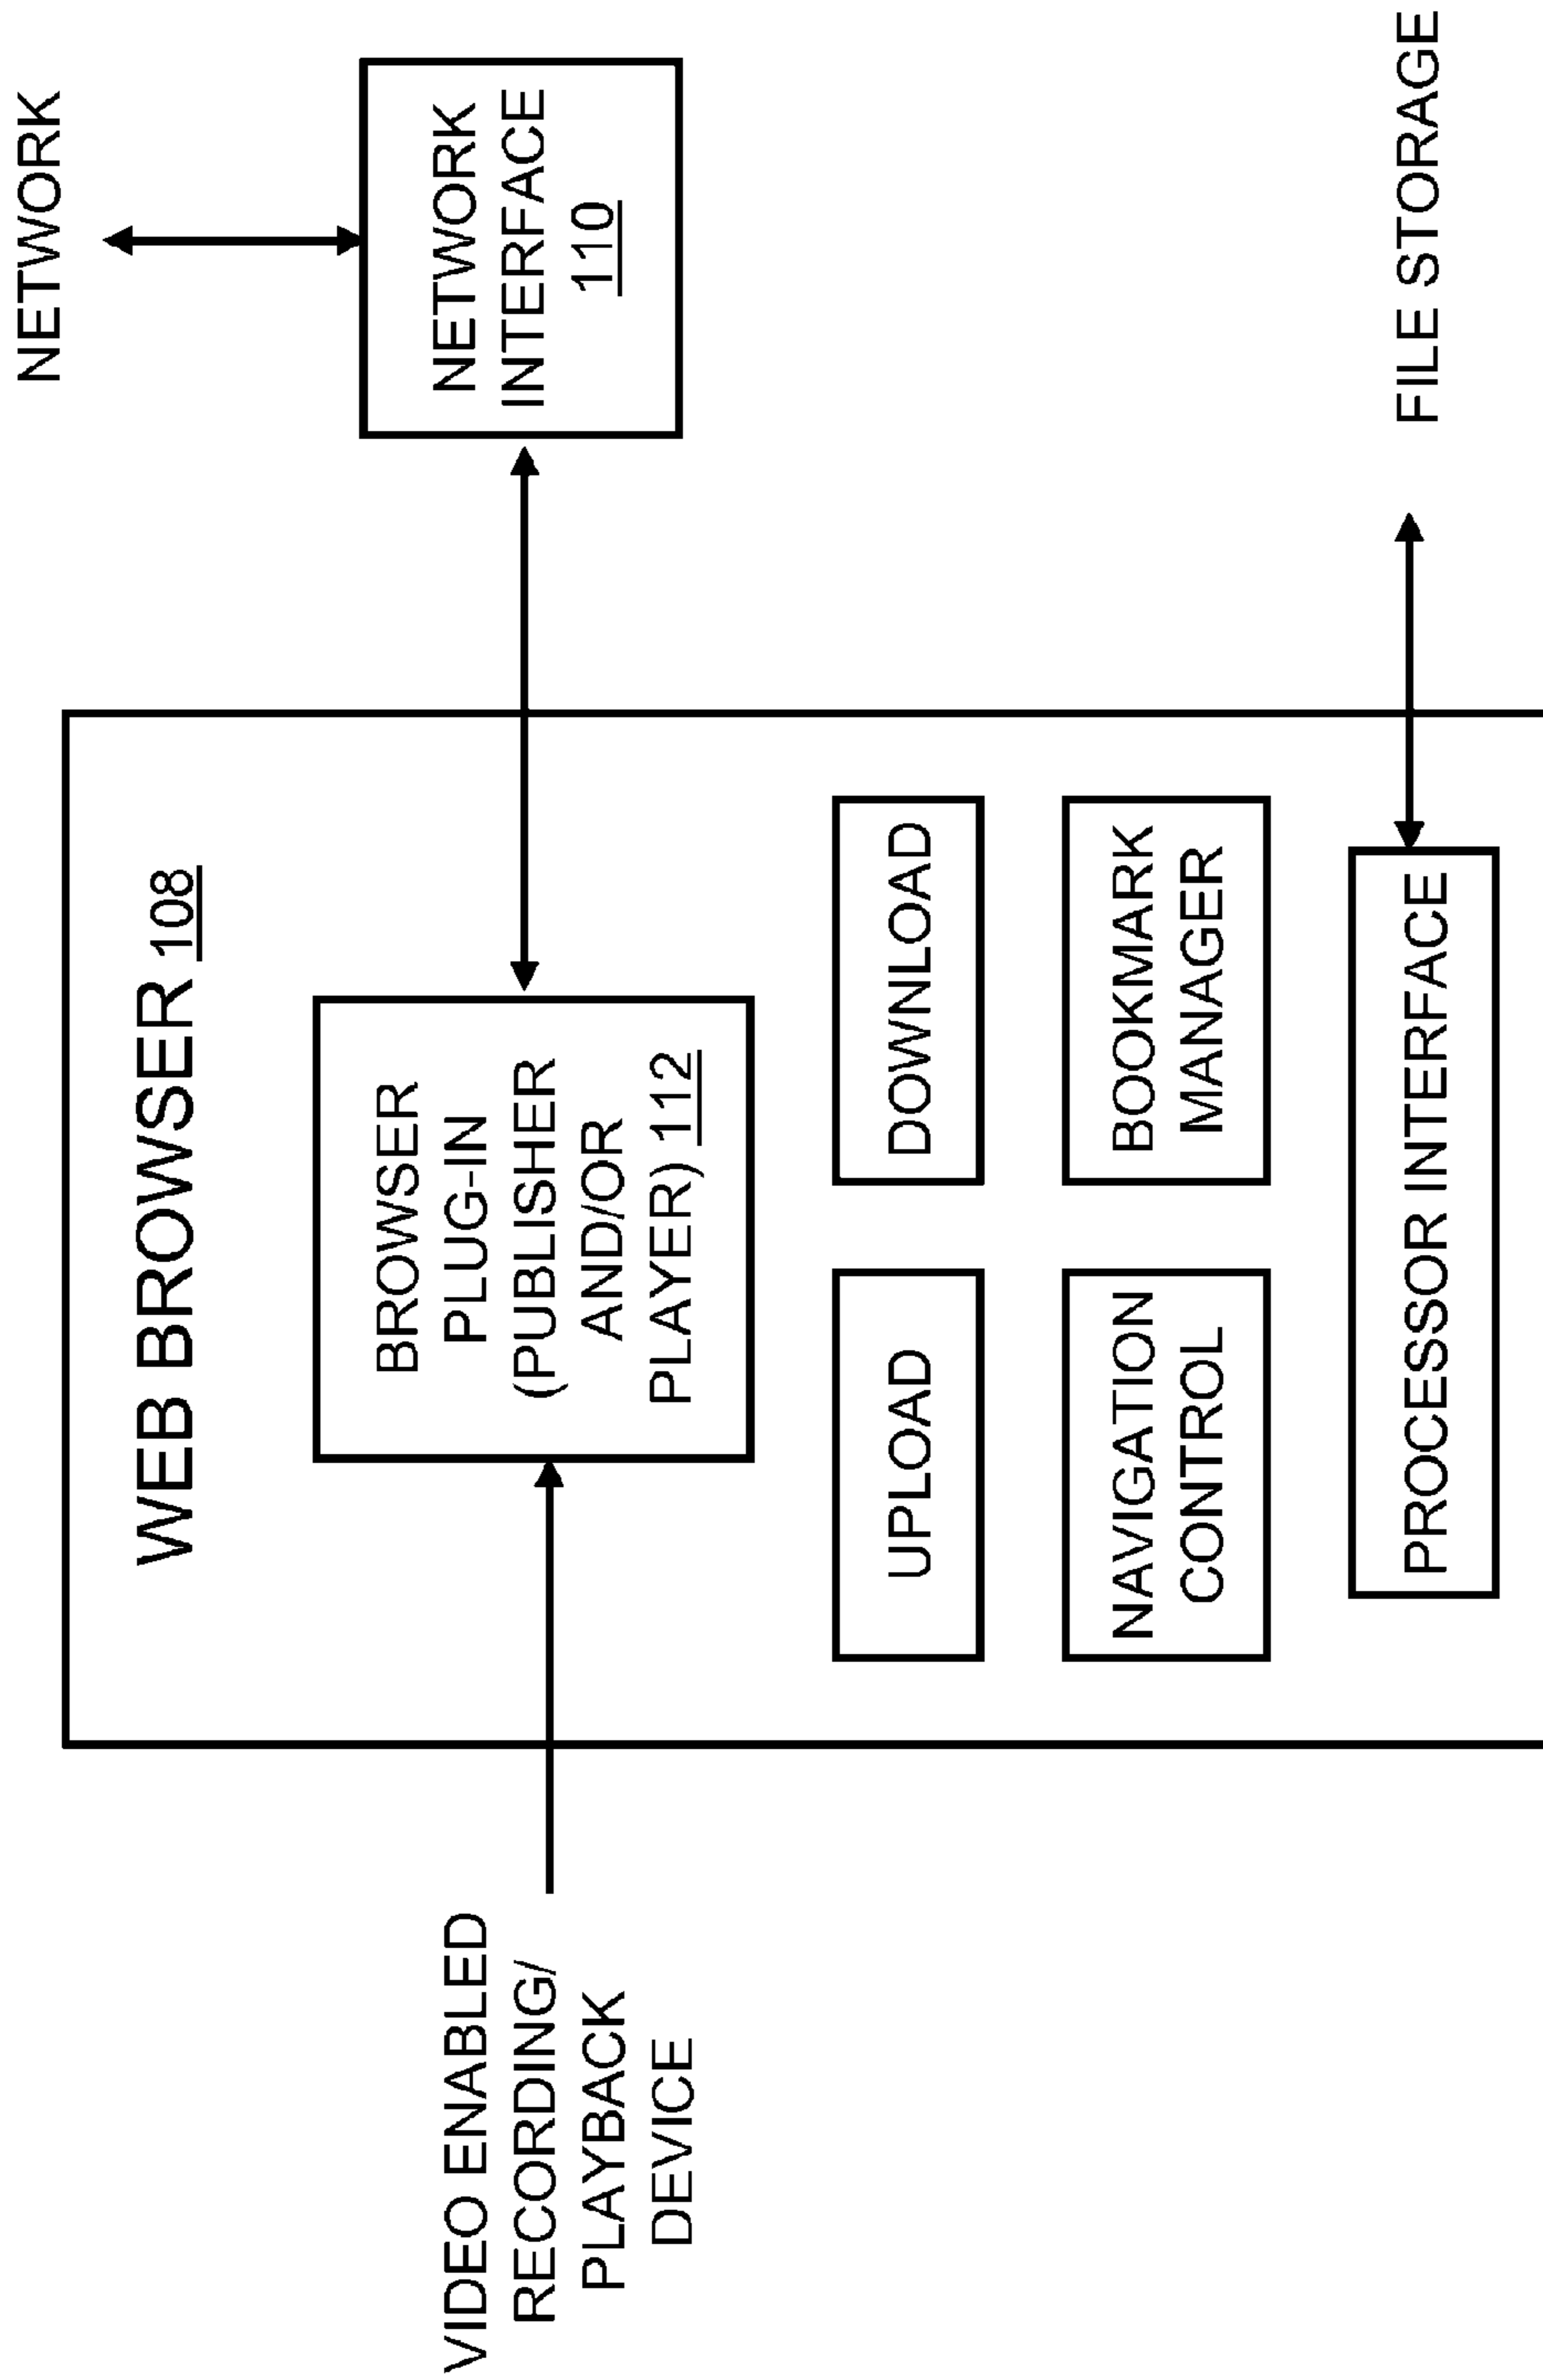 NETWORK
WEB BROWSER 108
NETWORK
INTERFACE
110
BROWSER
PLUG-IN
(PUBLISHER
AND/OR
PLAYER) 112
VIDEO ENABLED
RECORDING/
PLAYBACK
DEVICE
UPLOAD
DOWNLOAD
NAVIGATION
CONTROL
BOOKMARK
MANAGER
PROCESSOR INTERFACE
FILE STORAGE